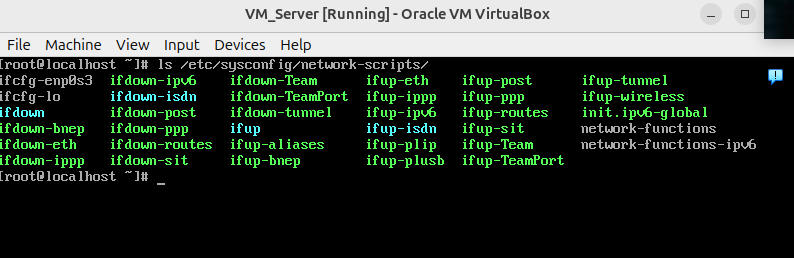 VM_Server [Running] - Oracle VM VirtualBox
File Machine View Input Devices Help
[root@localhost ~]# ls /etc/sysconfig/network-scripts/
ifcfg-enp0s3 ifdown-ipv6 ifdown-Team ifup-eth ifup-post ifup-tunnel
ifcfg-lo ifdown-isdn ifdown-TeamPort ifup-ippp ifup-ppp ifup-wireless
ifdown ifdown-post ifdown-tunnel ifup-ipv6 ifup-routes init.ipv6-global
ifdown-bnep ifdown-ppp ifup ifup-isdn ifup-sit network-functions
ifdown-eth ifdown-routes ifup-aliases ifup-plip ifup-Team network-functions-ipv6
ifdown-ippp ifdown-sit ifup-bnep ifup-plusb ifup-TeamPort
[root@localhost ~]# _